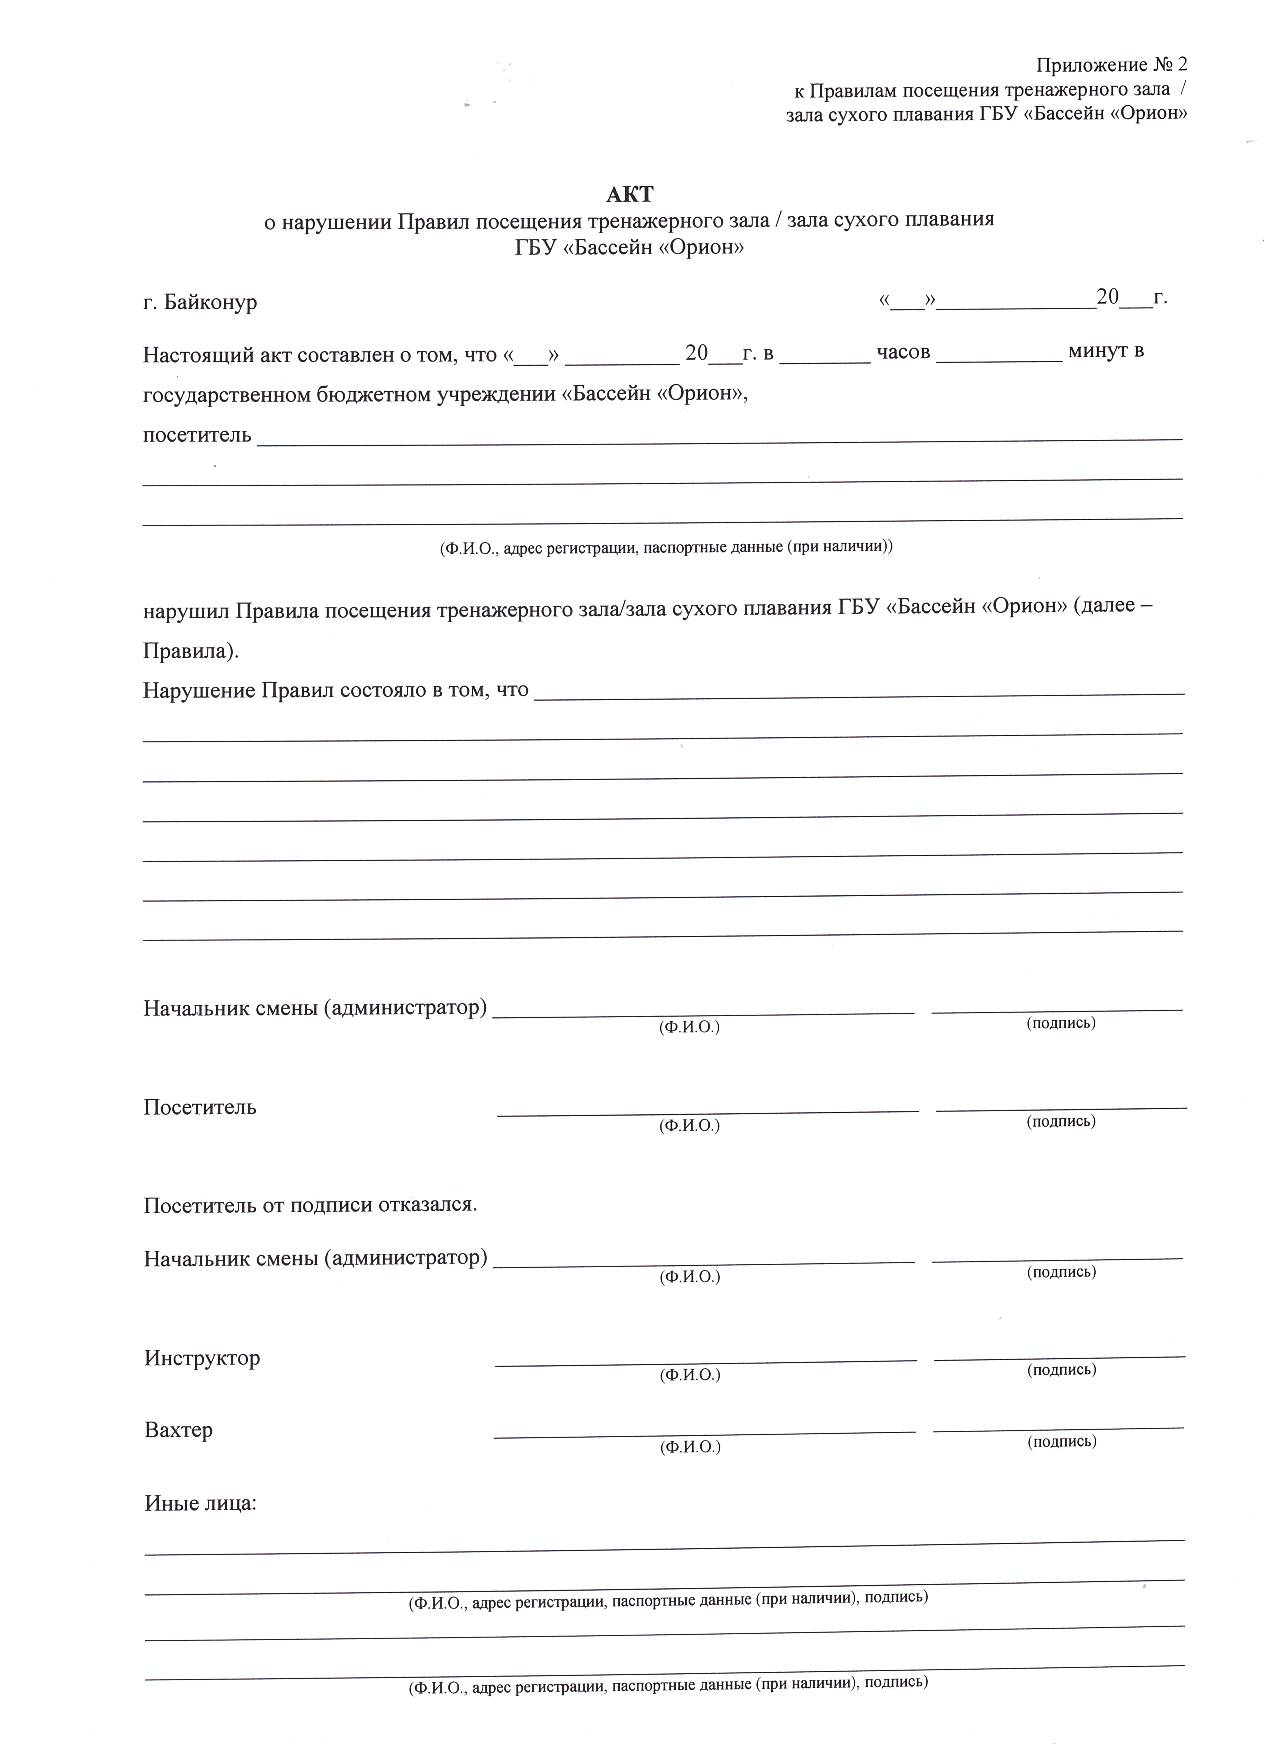 Приложение № 2
к Правилам посещения тренажерного зала /
зала сухого плавания ГБУ «Бассейн «Орион»
АКТ
о нарушении Правил посещения тренажерного зала / зала сухого плавания
ГБУ «Бассейн «Орион»
г. Байконур «___»______________20___г.
Настоящий акт составлен о том, что «___» __________ 20___г. в ________ часов ___________ минут в
государственном бюджетном учреждении «Бассейн «Орион»,
посетитель
(Ф.И.О., адрес регистрации, паспортные данные (при наличии))
нарушил Правила посещения тренажерного зала/зала сухого плавания ГБУ «Бассейн «Орион» (далее –
Правила).
Нарушение Правил состояло в том, что
Начальник смены (администратор)
(Ф.И.О.) (подпись)
Посетитель
(Ф.И.О.) (подпись)
Посетитель от подписи отказался.
Начальник смены (администратор)
(Ф.И.О.) (подпись)
Инструктор
(Ф.И.О.) (подпись)
Вахтер
(Ф.И.О.) (подпись)
Иные лица:
(Ф.И.О., адрес регистрации, паспортные данные (при наличии), подпись)
(Ф.И.О., адрес регистрации, паспортные данные (при наличии), подпись)